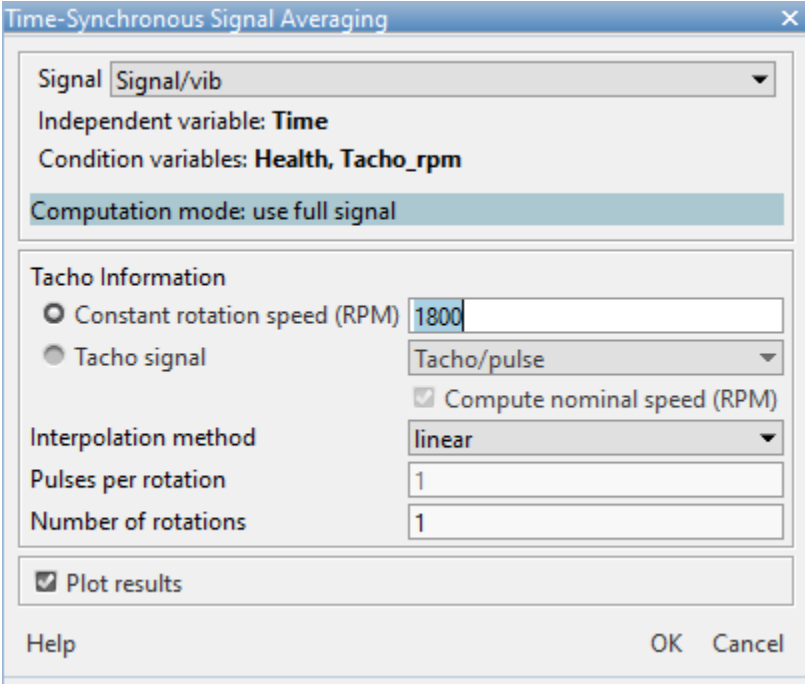 Time-Synchronous Signal Averaging
Signal Signal/vib
Independent variable: Time
Condition variables: Health, Tacho_rpm
Computation mode: use full signal
Tacho Information
Constant rotation speed (RPM) 1800
Tacho signal Tacho/pulse
Compute nominal speed (RPM)
Interpolation method linear
Pulses per rotation 1
Number of rotations 1
Plot results
Help OK Cancel